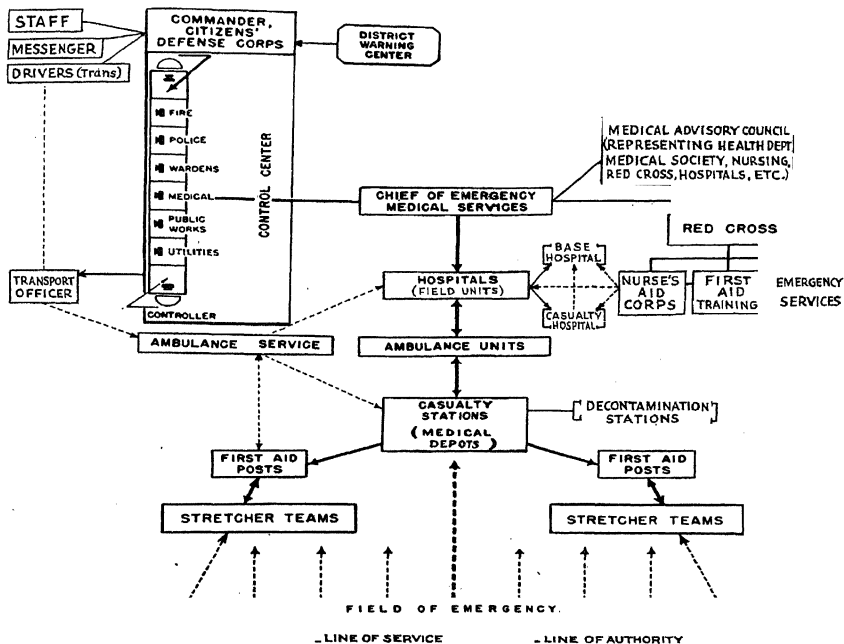 STAFF
MESSENGER
DRIVERS (Trans)
COMMANDER,
CITIZENS'
DEFENSE CORPS
DISTRICT
WARNING
CENTER
FIRE
POLICE
WARDENS
MEDICAL
PUBLIC
WORKS
UTILITIES
CONTROL CENTER
CONTROLLER
MEDICAL ADVISORY COUNCIL
(REPRESENTING HEALTH DEPT
MEDICAL SOCIETY, NURSING,
RED CROSS, HOSPITALS, ETC.)
CHIEF OF EMERGENCY
MEDICAL SERVICES
RED CROSS
TRANSPORT
OFFICER
HOSPITALS
(FIELD UNITS)
BASE
HOSPITAL
CASUALTY
HOSPITAL
NURSE'S
AID
CORPS
FIRST
AID
TRAINING
EMERGENCY
SERVICES
AMBULANCE SERVICE
AMBULANCE UNITS
CASUALTY
STATIONS
(MEDICAL
DEPOTS)
DECONTAMINATION
STATIONS
FIRST AID
POSTS
FIRST AID
POSTS
STRETCHER TEAMS
STRETCHER TEAMS
FIELD OF EMERGENCY.
LINE OF SERVICE
LINE OF AUTHORITY